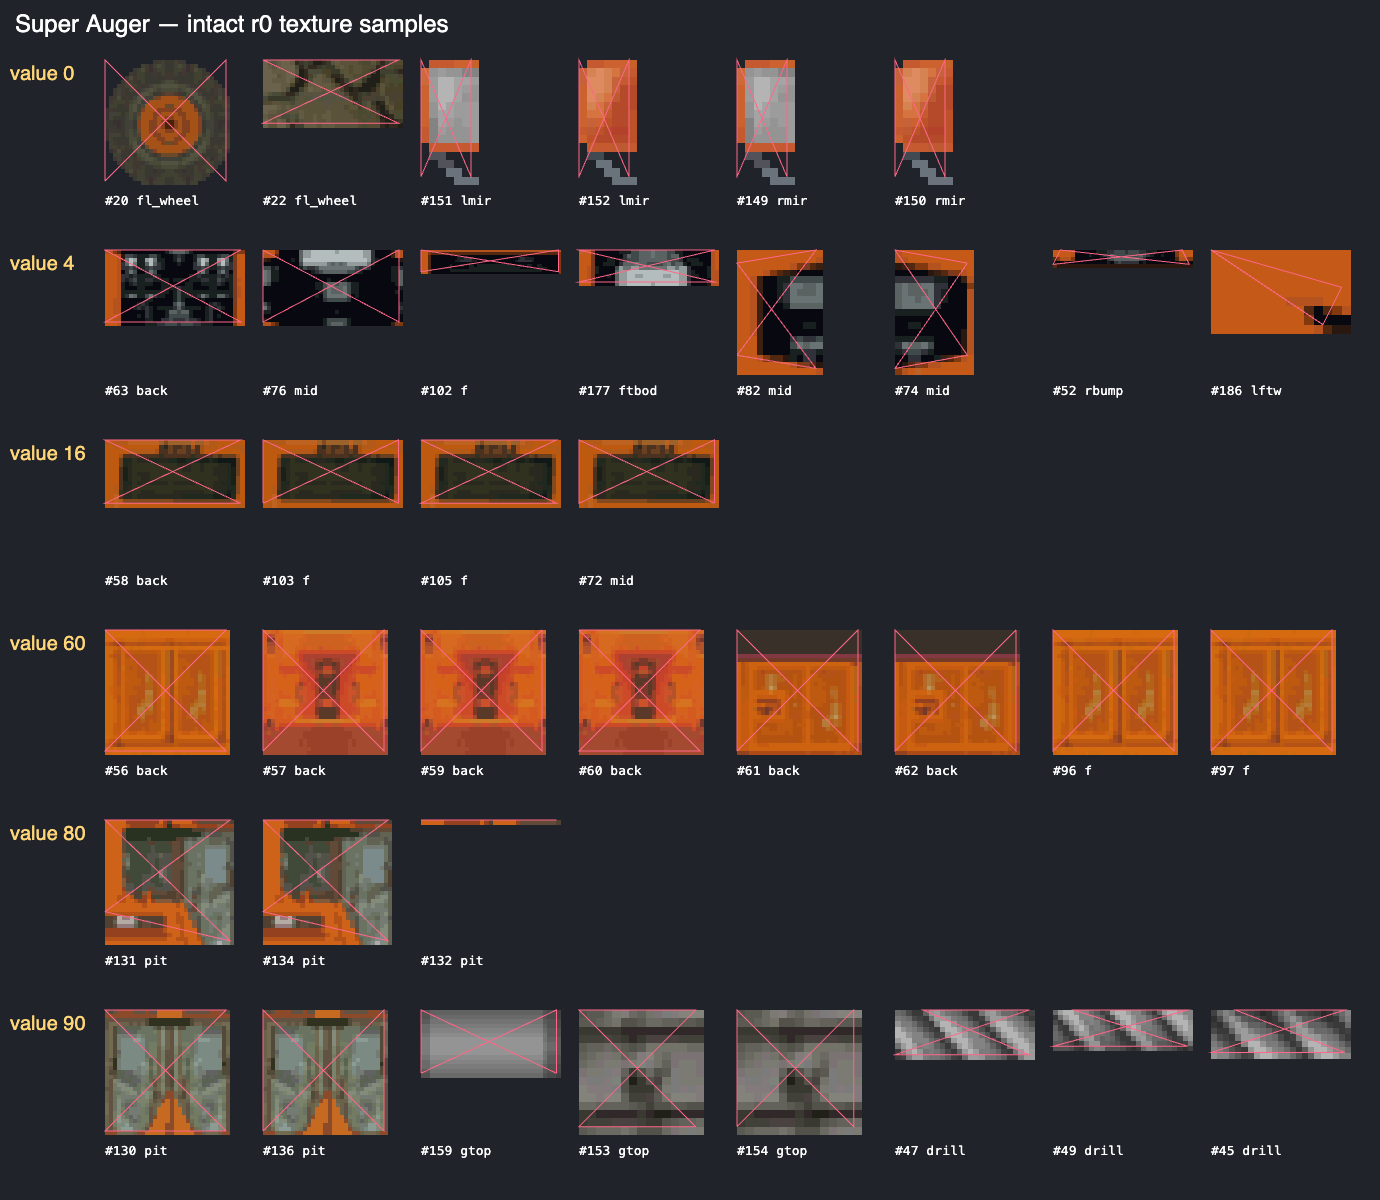 Super Auger — intact r0 texture samples
value 0
#20 fl_wheel #22 fl_wheel #151 lmir #152 lmir #149 rmir #150 rmir
value 4
#63 back #76 mid #102 f #177 ftbod #82 mid #74 mid #52 rbump #186 lftw
value 16
#58 back #103 f #105 f #72 mid
value 60
#56 back #57 back #59 back #60 back #61 back #62 back #96 f #97 f
value 80
#131 pit #134 pit #132 pit
value 90
#130 pit #136 pit #159 gtop #153 gtop #154 gtop #47 drill #49 drill #45 drill